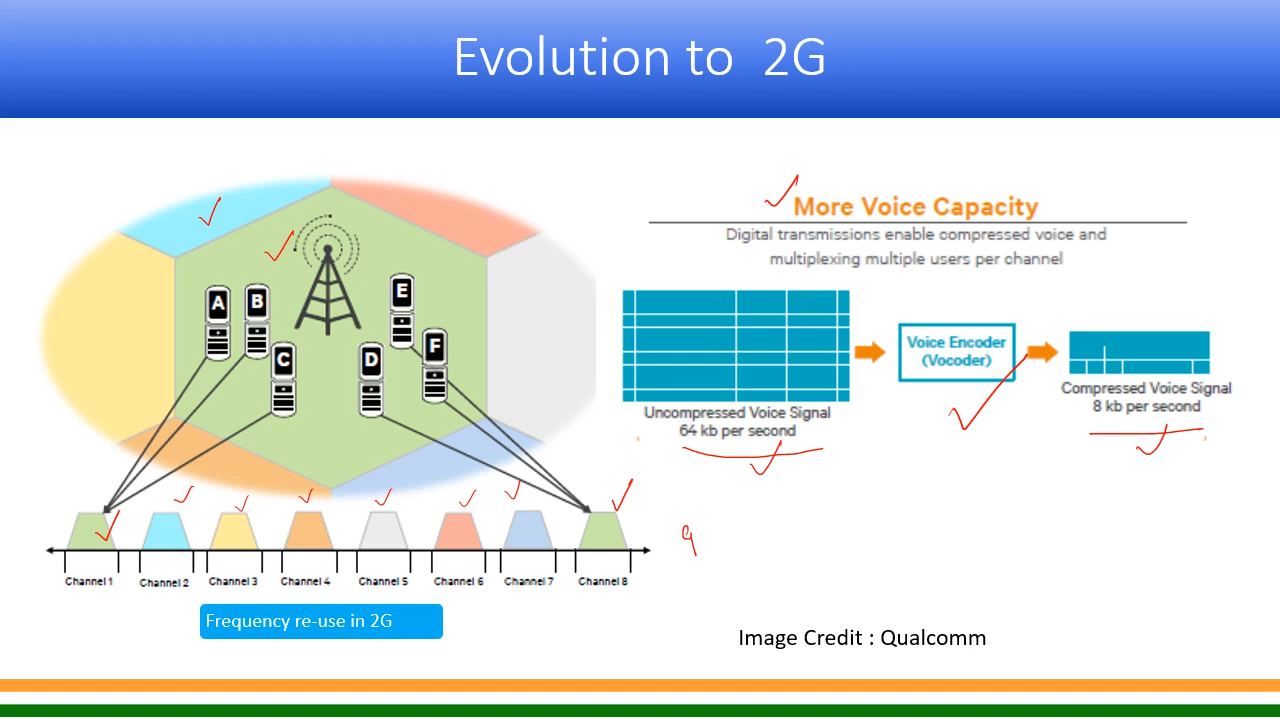 Evolution to 2G
A
B
C
D
E
F
Channel 1
Channel 2
Channel 3
Channel 4
Channel 5
Channel 6
Channel 7
Channel 8
Frequency re-use in 2G
More Voice Capacity
Digital transmissions enable compressed voice and
multiplexing multiple users per channel
Uncompressed Voice Signal
64 kb per second
Voice Encoder
(Vocoder)
Compressed Voice Signal
8 kb per second
Image Credit : Qualcomm